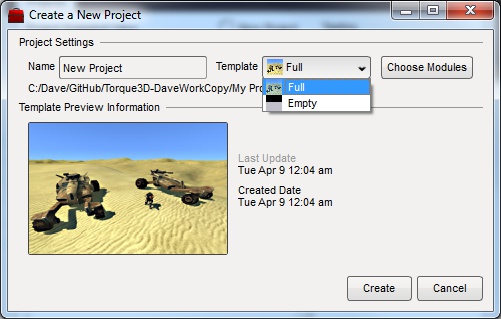 Create a New Project
Project Settings
Name New Project Template Full Choose Modules
C:/Dave/GitHub/Torque3D-DaveWorkCopy/My Pro
Full
Empty
Template Preview Information
Last Update
Tue Apr 9 12:04 am
Created Date
Tue Apr 9 12:04 am
Create Cancel